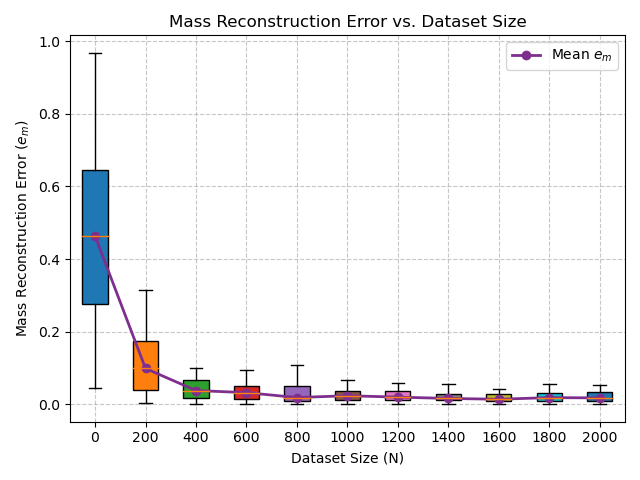 Mass Reconstruction Error vs. Dataset Size
Mean e_m
Mass Reconstruction Error (e_m)
1.0
0.8
0.6
0.4
0.2
0.0
0 200 400 600 800 1000 1200 1400 1600 1800 2000
Dataset Size (N)